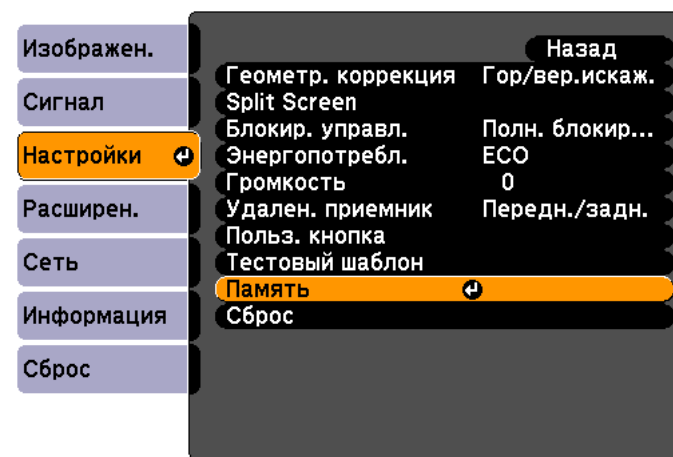 Изображен.
Сигнал
Настройки
Расширен.
Сеть
Информация
Сброс
Назад
Геометр. коррекция Гор/вер.искаж.
Split Screen
Блокир. управл. Полн. блокир...
Энергопотребл. ECO
Громкость 0
Удален. приемник Передн./задн.
Польз. кнопка
Тестовый шаблон
Память
Сброс